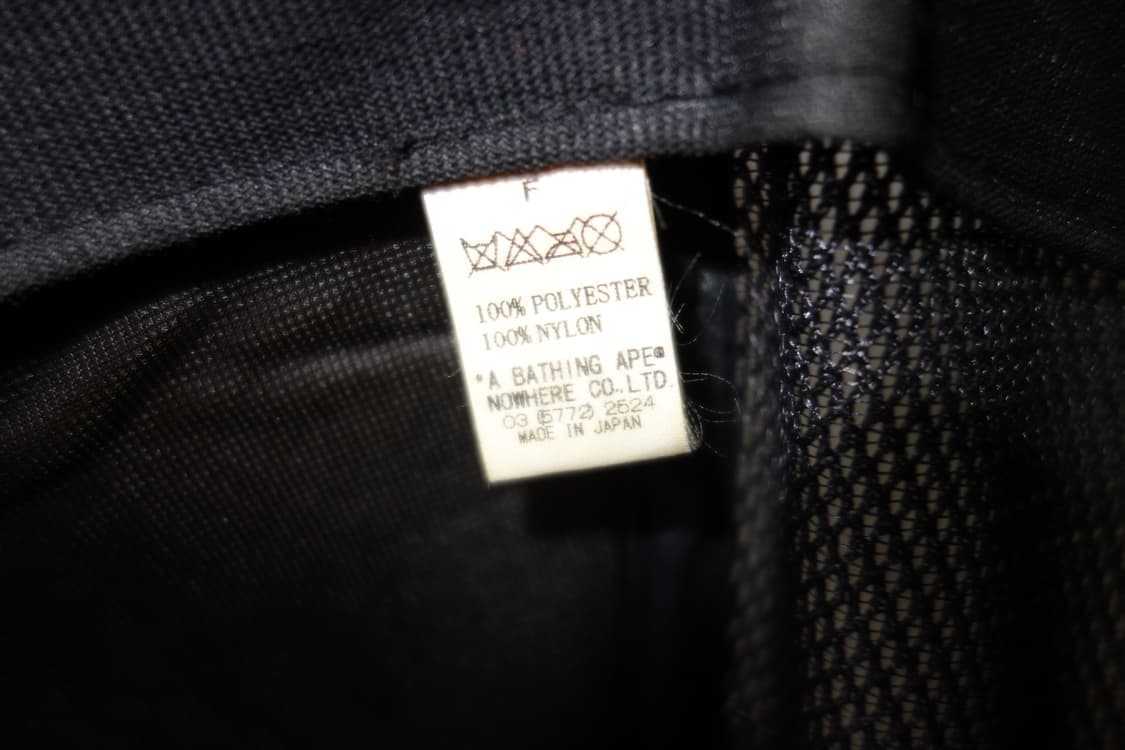 F
100% POLYESTER
100% NYLON
"A BATHING APE®
NOWHERE CO.,LTD.
03 (5772) 2524
MADE IN JAPAN